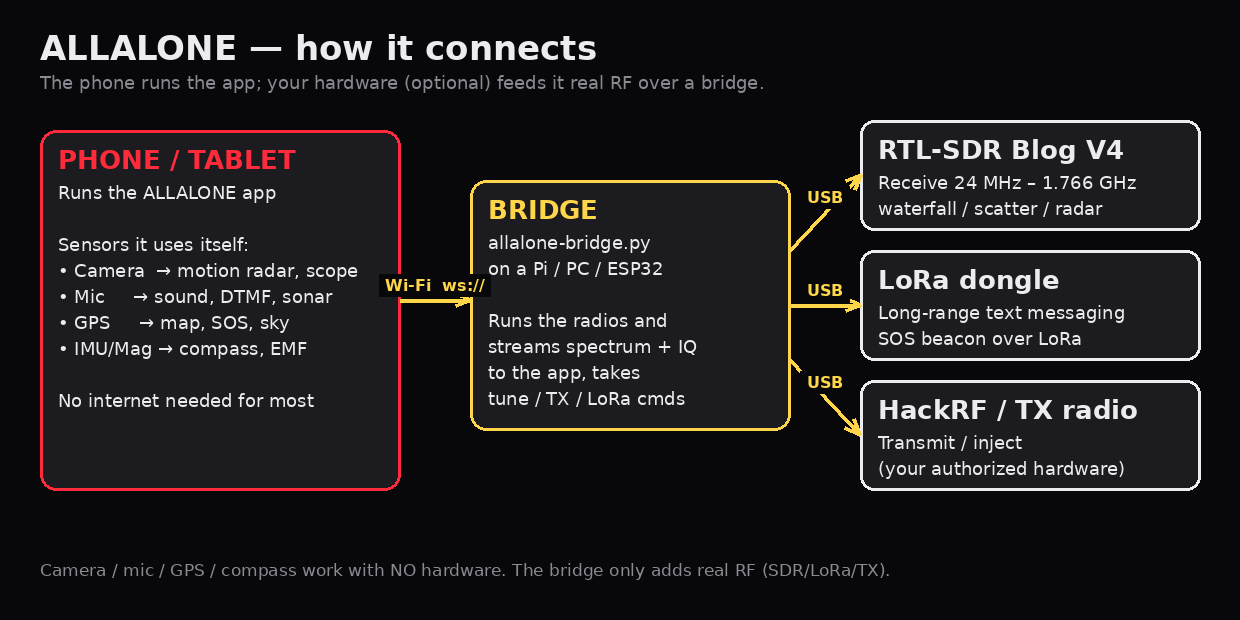 ALLALONE — how it connects
The phone runs the app; your hardware (optional) feeds it real RF over a bridge.
PHONE / TABLET
Runs the ALLALONE app
Sensors it uses itself:
• Camera → motion radar, scope
• Mic → sound, DTMF, sonar
• GPS → map, SOS, sky
• IMU/Mag → compass, EMF
No internet needed for most
Wi-Fi ws://
BRIDGE
allalone-bridge.py
on a Pi / PC / ESP32
Runs the radios and
streams spectrum + IQ
to the app, takes
tune / TX / LoRa cmds
USB
RTL-SDR Blog V4
Receive 24 MHz – 1.766 GHz
waterfall / scatter / radar
USB
LoRa dongle
Long-range text messaging
SOS beacon over LoRa
USB
HackRF / TX radio
Transmit / inject
(your authorized hardware)
Camera / mic / GPS / compass work with NO hardware. The bridge only adds real RF (SDR/LoRa/TX).